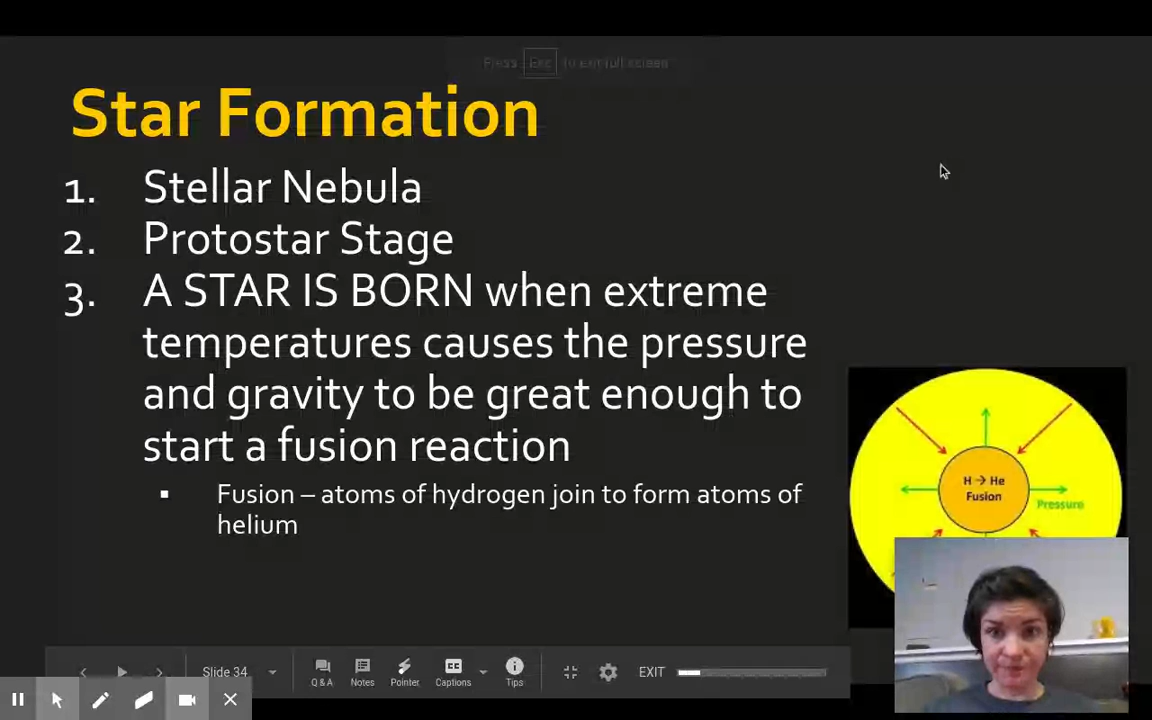 Press Esc to exit full screen
Star Formation
1. Stellar Nebula
2. Protostar Stage
3. A STAR IS BORN when extreme
temperatures causes the pressure
and gravity to be great enough to
start a fusion reaction
▪ Fusion – atoms of hydrogen join to form atoms of
helium
H → He
Fusion
Pressure
Slide 34
Q & A
Notes
Pointer
CC
Captions
Tips
EXIT